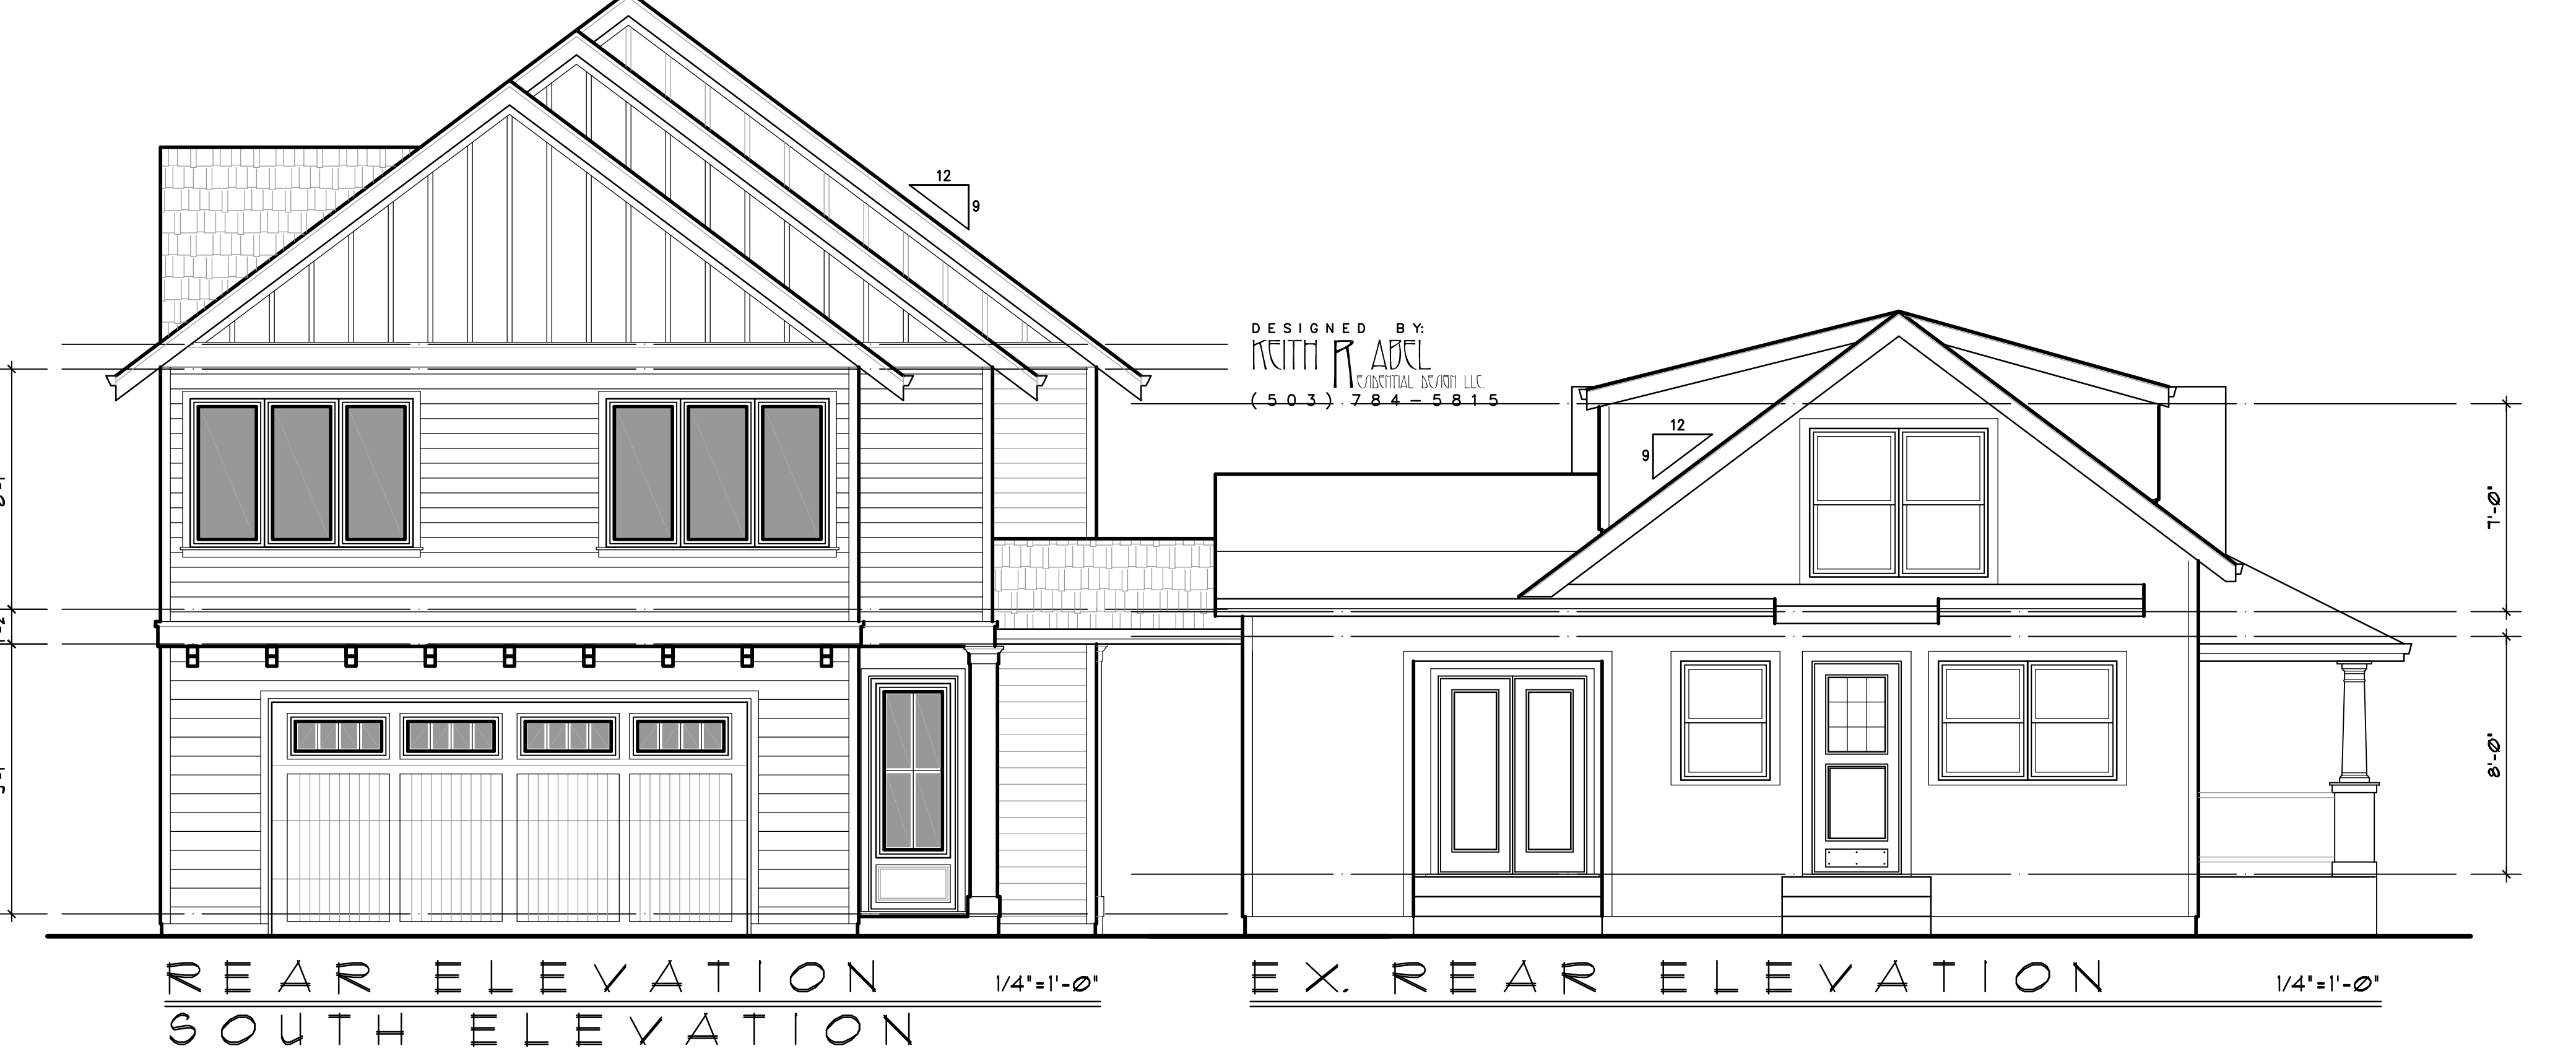 12
9
DESIGNED BY:
KEITH R ABEL
RESIDENTIAL DESIGN LLC
(503) 784-5815
12
9
7'-0"
8'-0"
REAR ELEVATION 1/4"=1'-0"
SOUTH ELEVATION
EX. REAR ELEVATION 1/4"=1'-0"